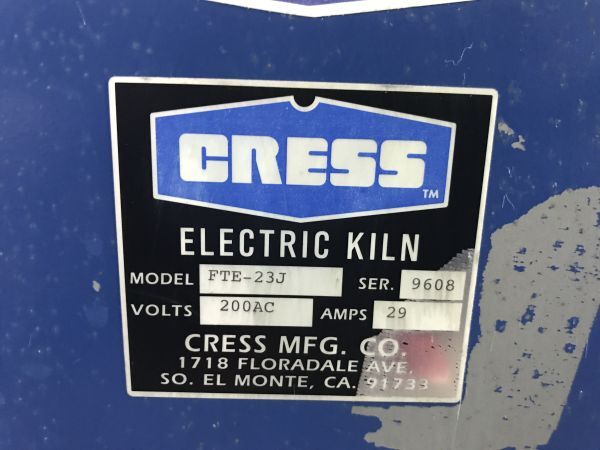 CRESS TM
ELECTRIC KILN
MODEL FTE-23J SER. 9608
VOLTS 200AC AMPS 29
CRESS MFG. CO.
1718 FLORADALE AVE.
SO. EL MONTE, CA. 91733